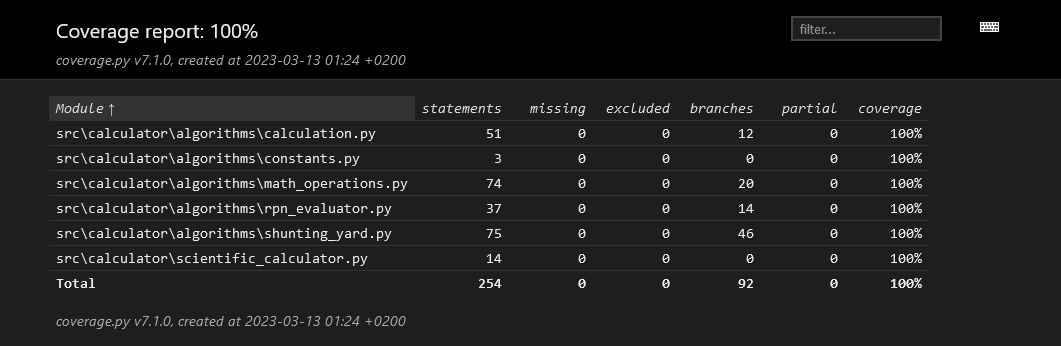 Coverage report: 100%
filter...
coverage.py v7.1.0, created at 2023-03-13 01:24 +0200
Module ↑ statements missing excluded branches partial coverage
src\calculator\algorithms\calculation.py 51 0 0 12 0 100%
src\calculator\algorithms\constants.py 3 0 0 0 0 100%
src\calculator\algorithms\math_operations.py 74 0 0 20 0 100%
src\calculator\algorithms\rpn_evaluator.py 37 0 0 14 0 100%
src\calculator\algorithms\shunting_yard.py 75 0 0 46 0 100%
src\calculator\scientific_calculator.py 14 0 0 0 0 100%
Total 254 0 0 92 0 100%
coverage.py v7.1.0, created at 2023-03-13 01:24 +0200